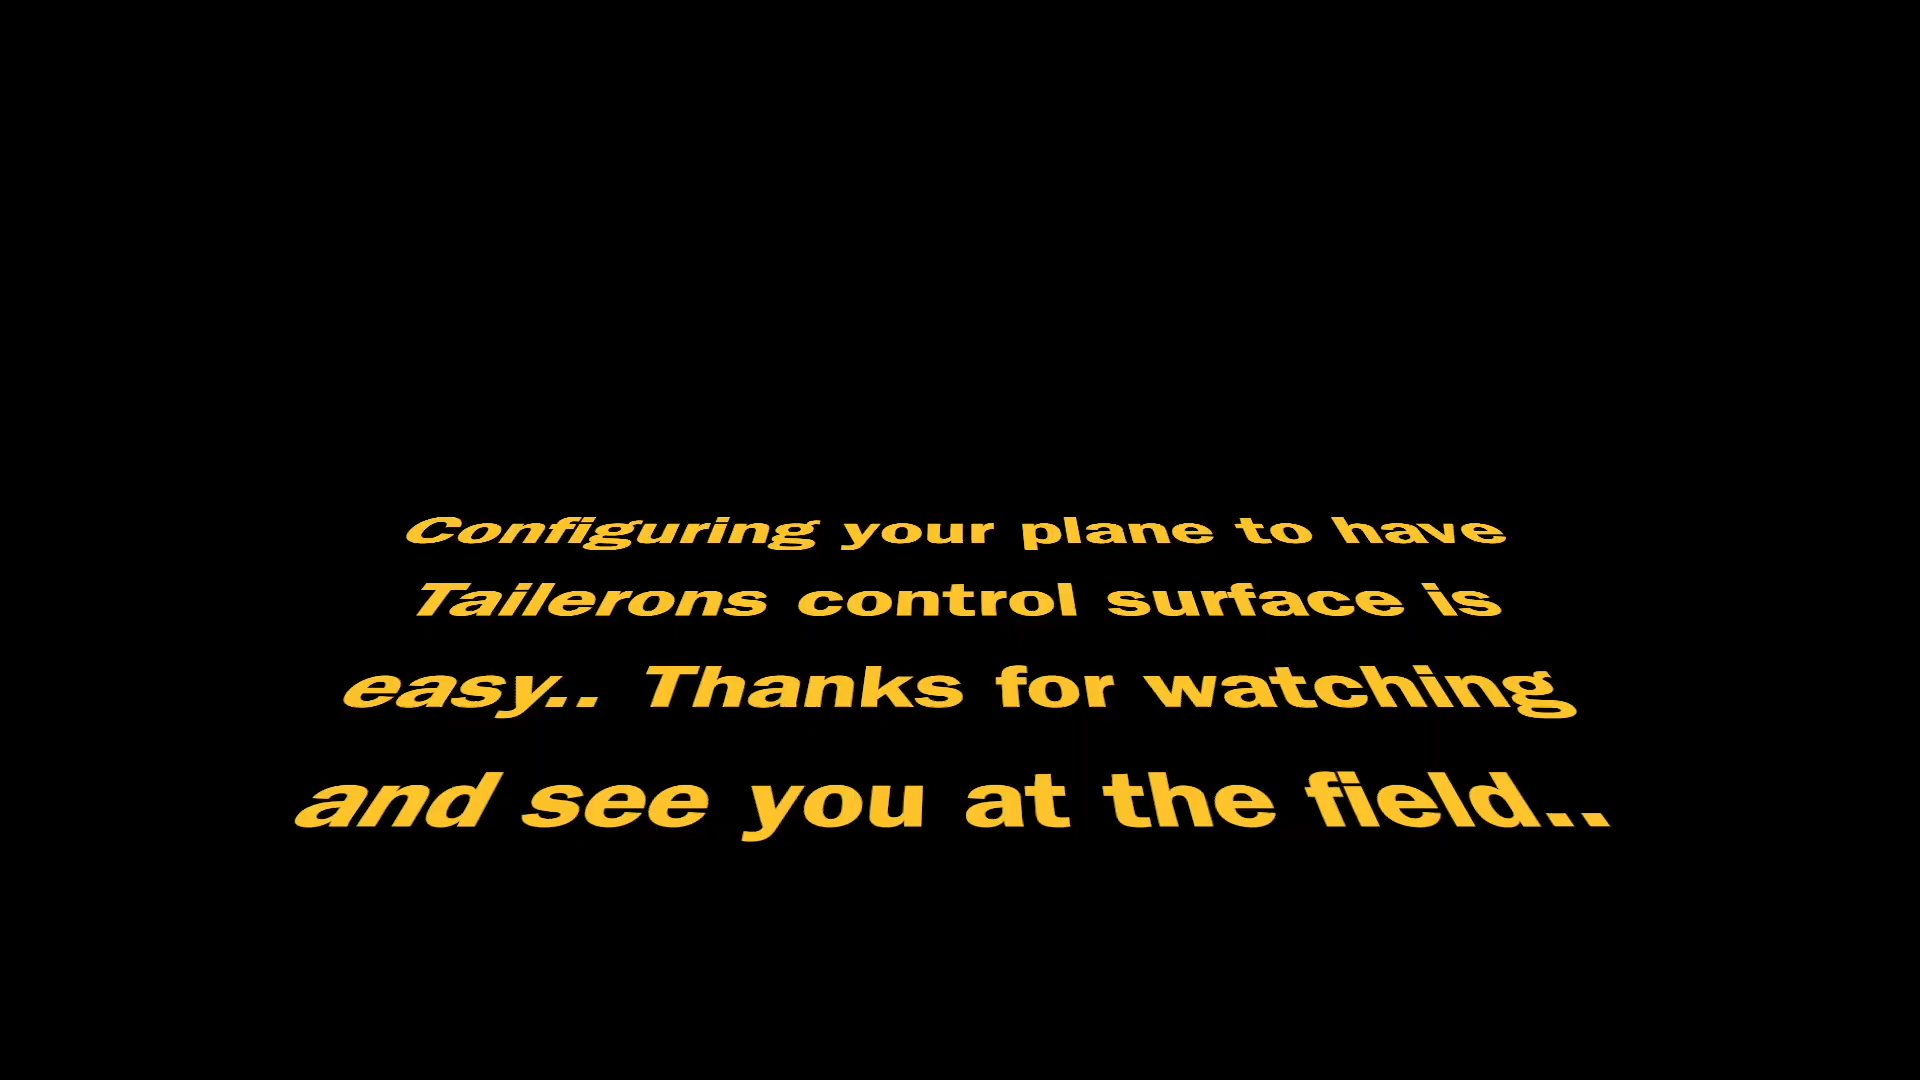 Configuring your plane to have
Tailerons control surface is
easy.. Thanks for watching
and see you at the field..